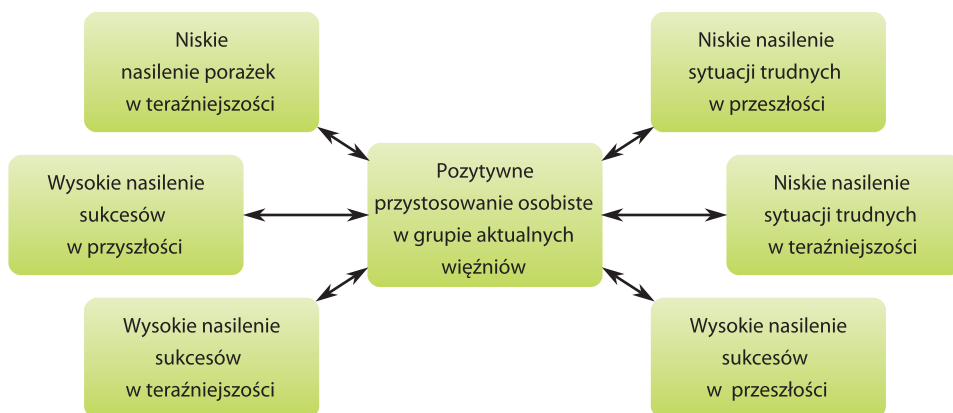 Niskie
nasilenie porażek
w teraźniejszości
Niskie nasilenie
sytuacji trudnych
w przeszłości
Wysokie nasilenie
sukcesów
w przyszłości
Pozytywne
przystosowanie osobiste
w grupie aktualnych
więźniów
Niskie nasilenie
sytuacji trudnych
w teraźniejszości
Wysokie nasilenie
sukcesów
w teraźniejszości
Wysokie nasilenie
sukcesów
w przeszłości